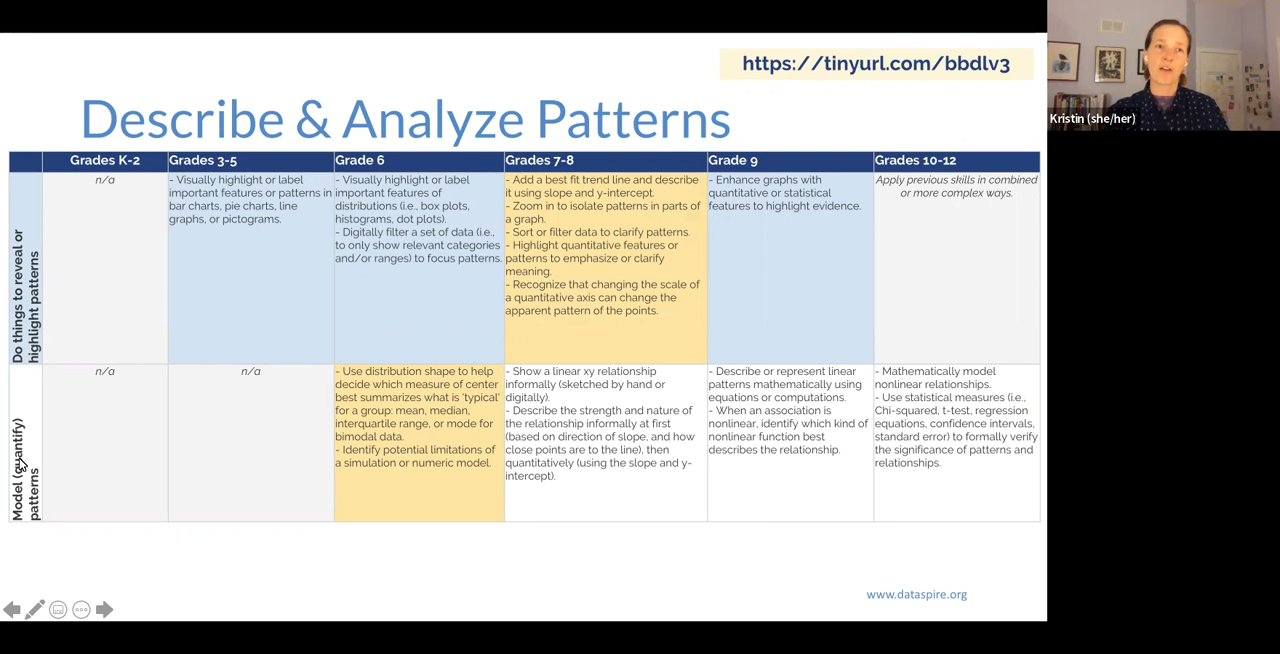 https://tinyurl.com/bbdlv3
Describe & Analyze Patterns
Kristin (she/her)
Grades K-2
Grades 3-5
Grade 6
Grades 7-8
Grade 9
Grades 10-12
Do things to reveal or
highlight patterns
n/a
- Visually highlight or label
important features or patterns in
bar charts, pie charts, line
graphs, or pictograms.
- Visually highlight or label
important features of
distributions (i.e., box plots,
histograms, dot plots).
- Digitally filter a set of data (i.e.,
to only show relevant categories
and/or ranges) to focus patterns.
- Add a best fit trend line and describe
it using slope and y-intercept.
- Zoom in to isolate patterns in parts of
a graph.
- Sort or filter data to clarify patterns.
- Highlight quantitative features or
patterns to emphasize or clarify
meaning.
- Recognize that changing the scale of
a quantitative axis can change the
apparent pattern of the points.
- Enhance graphs with
quantitative or statistical
features to highlight evidence.
Apply previous skills in combined
or more complex ways.
Model (quantify)
patterns
n/a
n/a
- Use distribution shape to help
decide which measure of center
best summarizes what is 'typical'
for a group: mean, median,
interquartile range, or mode for
bimodal data.
- Identify potential limitations of
a simulation or numeric model.
- Show a linear xy relationship
informally (sketched by hand or
digitally).
- Describe the strength and nature of
the relationship informally at first
(based on direction of slope, and how
close points are to the line), then
quantitatively (using the slope and y-
intercept).
- Describe or represent linear
patterns mathematically using
equations or computations.
- When an association is
nonlinear, identify which kind of
nonlinear function best
describes the relationship.
- Mathematically model
nonlinear relationships.
- Use statistical measures (i.e.,
Chi-squared, t-test, regression
equations, confidence intervals,
standard error) to formally verify
the significance of patterns and
relationships.
www.dataspire.org